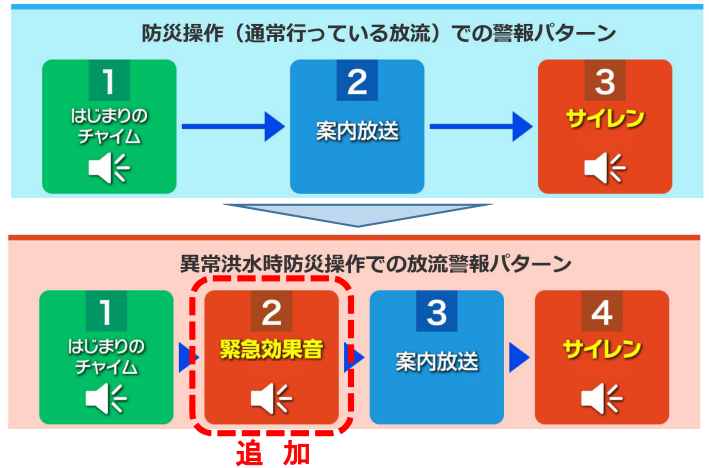 防災操作（通常行っている放流）での警報パターン
1
はじまりの
チャイム
2
案内放送
3
サイレン
異常洪水時防災操作での放流警報パターン
1
はじまりの
チャイム
2
緊急効果音
3
案内放送
4
サイレン
追 加